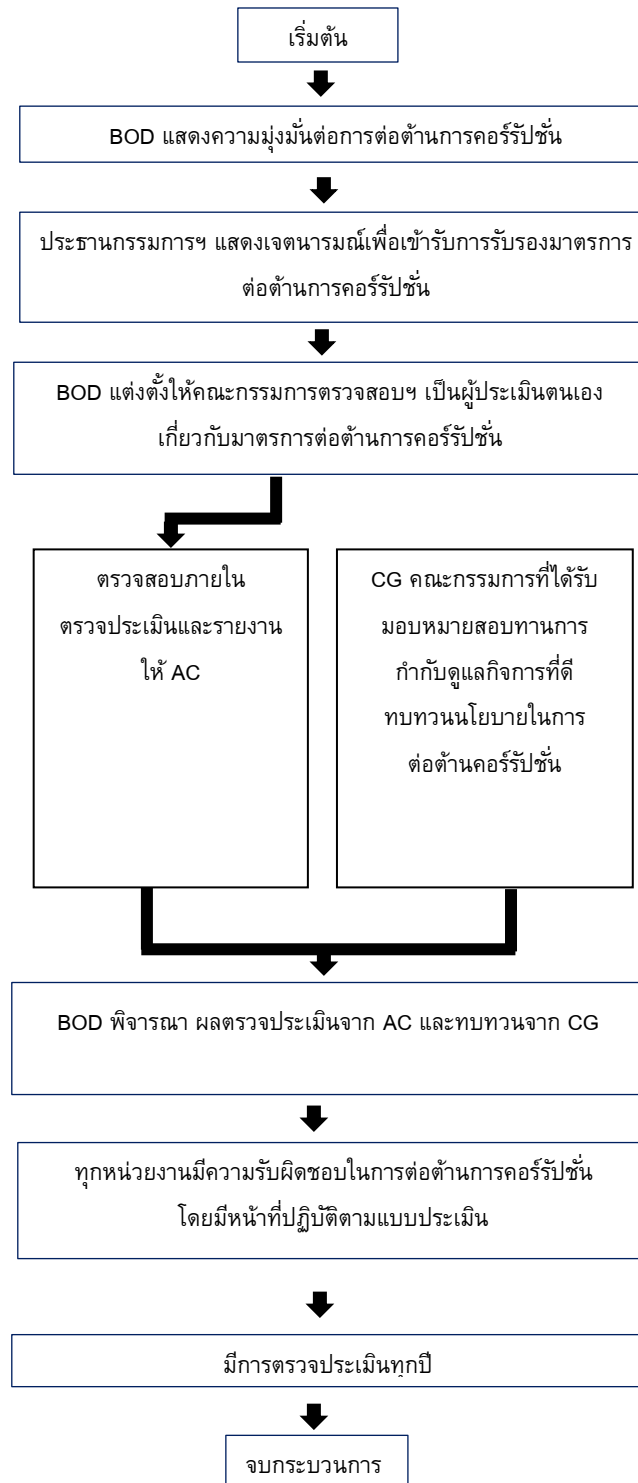 เริ่มต้น
BOD แสดงความมุ่งมั่นต่อการต่อต้านการคอร์รัปชั่น
ประธานกรรมการฯ แสดงเจตนารมณ์เพื่อเข้ารับการรับรองมาตรการ
ต่อต้านการคอร์รัปชั่น
BOD แต่งตั้งให้คณะกรรมการตรวจสอบฯ เป็นผู้ประเมินตนเอง
เกี่ยวกับมาตรการต่อต้านการคอร์รัปชั่น
ตรวจสอบภายใน
ตรวจประเมินและรายงาน
ให้ AC
CG คณะกรรมการที่ได้รับ
มอบหมายสอบทานการ
กำกับดูแลกิจการที่ดี
ทบทวนนโยบายในการ
ต่อต้านคอร์รัปชั่น
BOD พิจารณา ผลตรวจประเมินจาก AC และทบทวนจาก CG
ทุกหน่วยงานมีความรับผิดชอบในการต่อต้านการคอร์รัปชั่น
โดยมีหน้าที่ปฏิบัติตามแบบประเมิน
มีการตรวจประเมินทุกปี
จบกระบวนการ